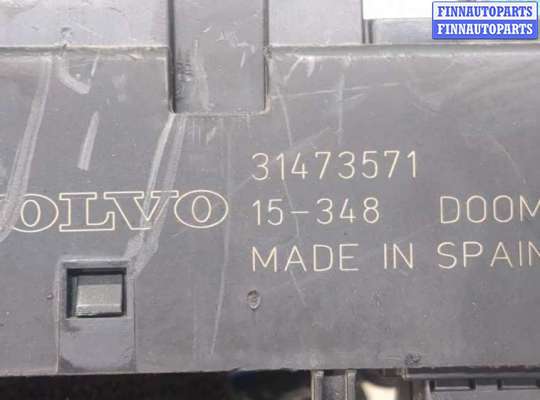 FINNAUTOPARTS
FINNAUTOPARTS
VOLVO
31473571
15-348 DOOM
MADE IN SPAIN